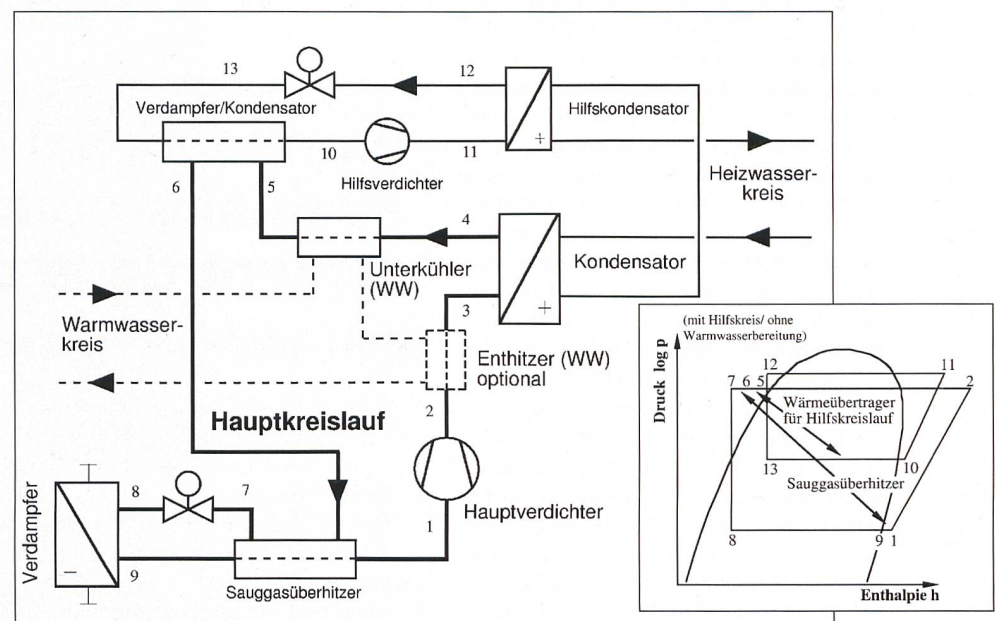 13
12
Verdampfer/Kondensator
Hilfskondensator
+
10
11
Hilfsverdichter
Heizwasser-
kreis
6
5
4
Unterkühler
(WW)
Kondensator
+
3
Warmwasser-
kreis
Enthitzer (WW)
optional
2
Hauptkreislauf
Hauptverdichter
1
Verdampfer
8
7
–
9
Sauggasüberhitzer
(mit Hilfskreis/ ohne
Warmwasserbereitung)
Druck log p
12
11
7 6 5
2
Wärmeübertrager
für Hilfskreislauf
13
10
Sauggasüberhitzer
8
9 1
Enthalpie h